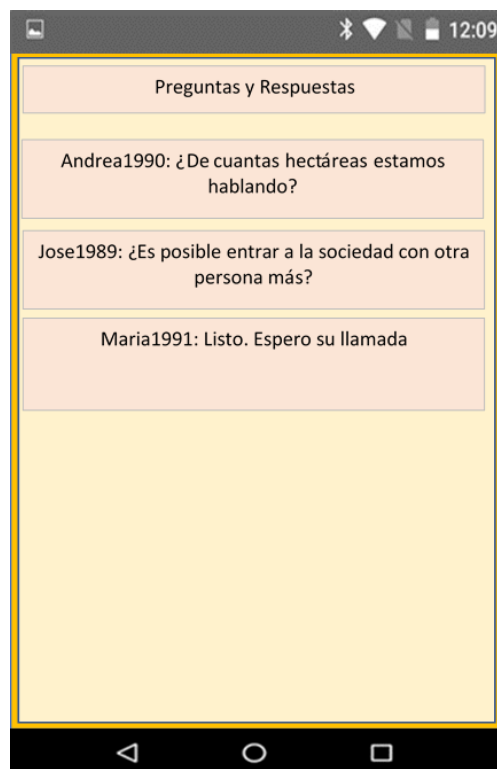 12:09
Preguntas y Respuestas
Andrea1990: ¿De cuantas hectáreas estamos
hablando?
Jose1989: ¿Es posible entrar a la sociedad con otra
persona más?
Maria1991: Listo. Espero su llamada